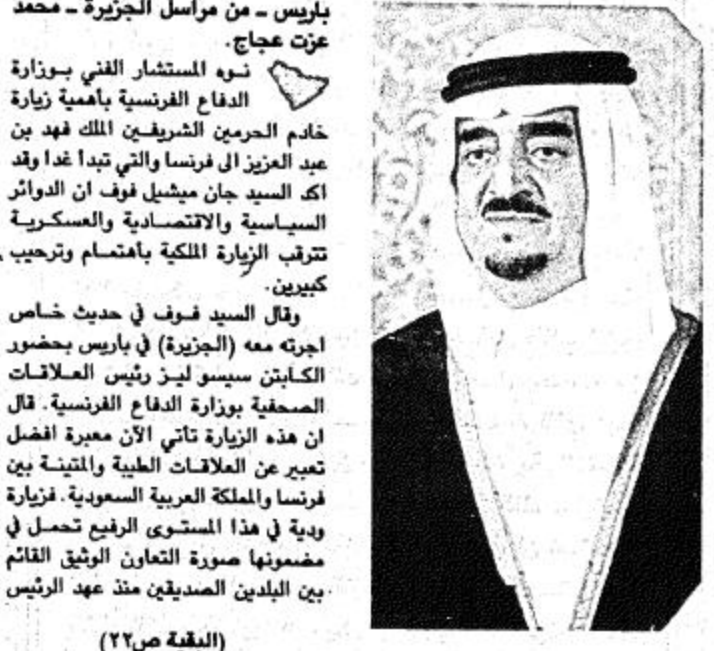 باريس - من مراسل الجزيرة - محمد
عزت عجاج.
نوه المستشار الفني بوزارة
الدفاع الفرنسية بأهمية زيارة
خادم الحرمين الشريفين الملك فهد بن
عبد العزيز الى فرنسا والتي تبدأ غدا وقد
اكد السيد جان ميشيل فوف ان الدوائر
السياسية والاقتصادية والعسكرية
تترقب الزيارة الملكية بأهتمام وترحيب
كبيرين.
وقال السيد فوف في حديث خاص
اجرته معه (الجزيرة) في باريس بحضور
الكابتن سيسو ليز رئيس العلاقات
الصحفية بوزارة الدفاع الفرنسية. قال
ان هذه الزيارة تأتي الآن معبرة افضل
تعبير عن العلاقات الطيبة والمتينة بين
فرنسا والمملكة العربية السعودية. فزيارة
ودية في هذا المستوى الرفيع تحمل في
مضمونها صورة التعاون الوثيق القائم
بين البلدين الصديقين منذ عهد الرئيس
(البقية ص٢٢)